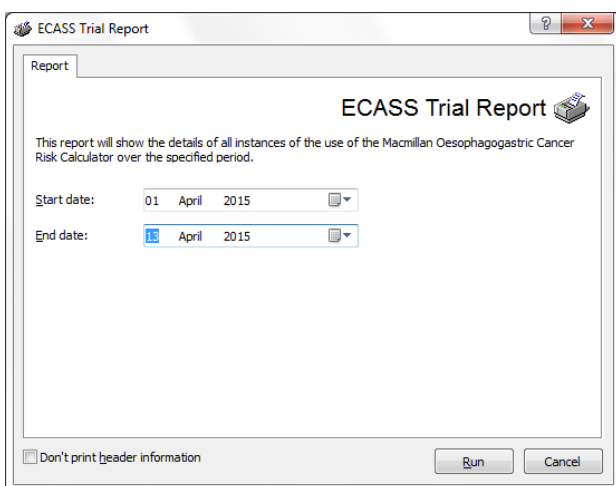 ECASS Trial Report
Report
ECASS Trial Report
This report will show the details of all instances of the use of the Macmillan Oesophagogastric Cancer
Risk Calculator over the specified period.
Start date: 01 April 2015
End date: 13 April 2015
Don't print header information
Run Cancel